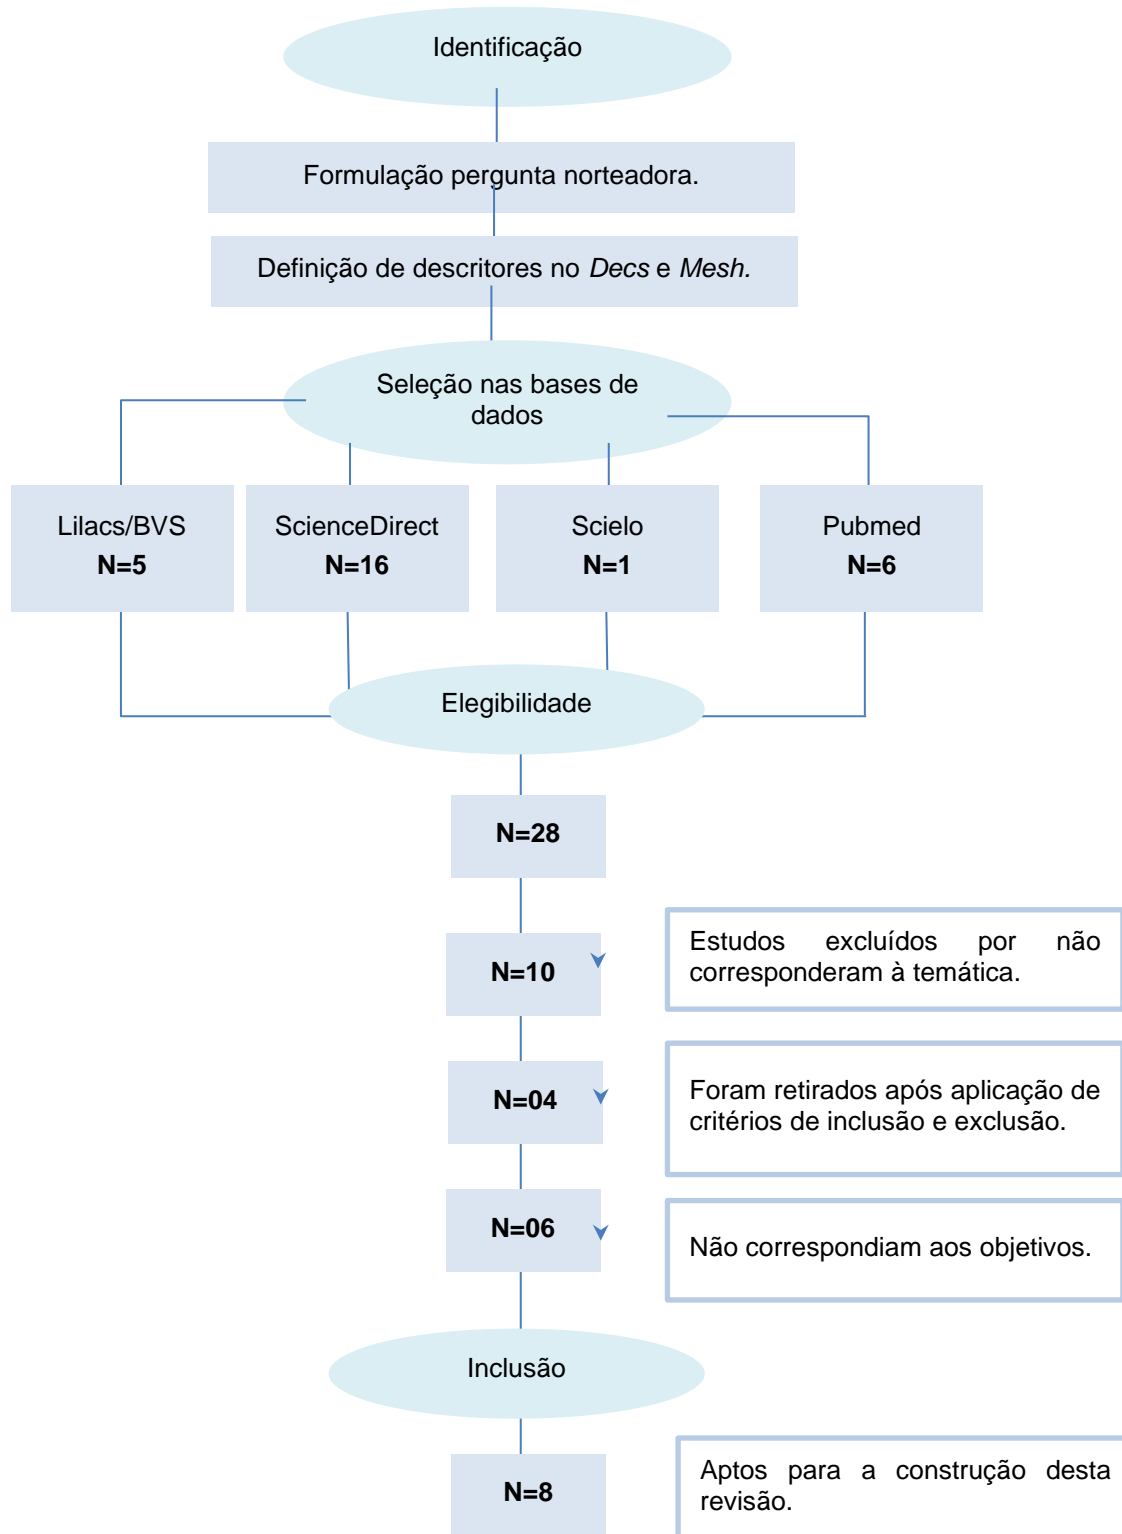 Identificação
Formulação pergunta norteadora.
Definição de descritores no Decs e Mesh.
Seleção nas bases de
dados
Lilacs/BVS
N=5
ScienceDirect
N=16
Scielo
N=1
Pubmed
N=6
Elegibilidade
N=28
N=10
Estudos excluídos por não
corresponderam à temática.
N=04
Foram retirados após aplicação de
critérios de inclusão e exclusão.
N=06
Não correspondiam aos objetivos.
Inclusão
N=8
Aptos para a construção desta
revisão.